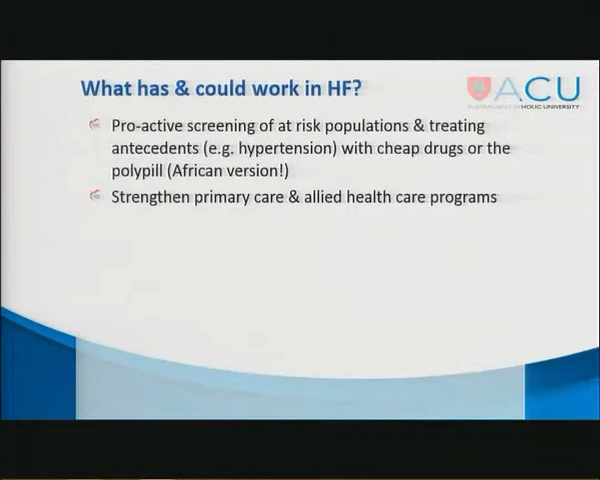 What has & could work in HF?
ACU
AUSTRALIAN CATHOLIC UNIVERSITY
Pro-active screening of at risk populations & treating
antecedents (e.g. hypertension) with cheap drugs or the
polypill (African version!)
Strengthen primary care & allied health care programs